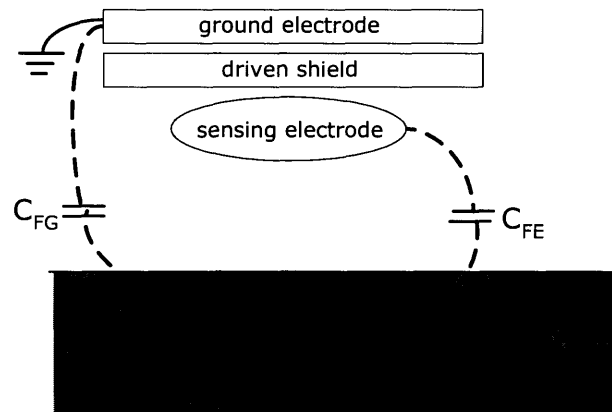 ground electrode
driven shield
sensing electrode
C_FG
C_FE